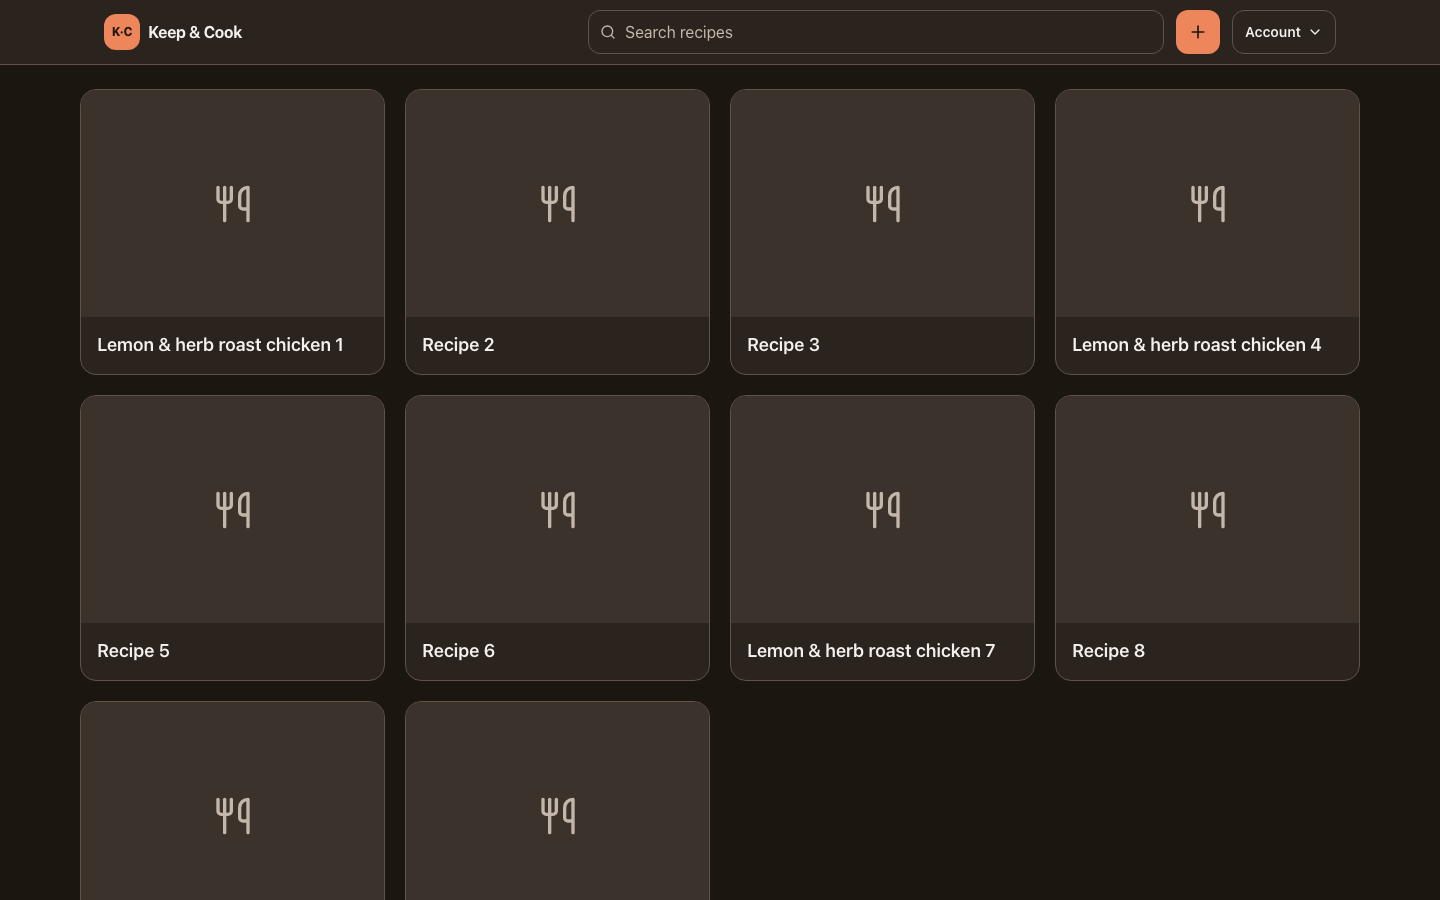 K·C Keep & Cook
Search recipes
Account
Lemon & herb roast chicken 1
Recipe 2
Recipe 3
Lemon & herb roast chicken 4
Recipe 5
Recipe 6
Lemon & herb roast chicken 7
Recipe 8